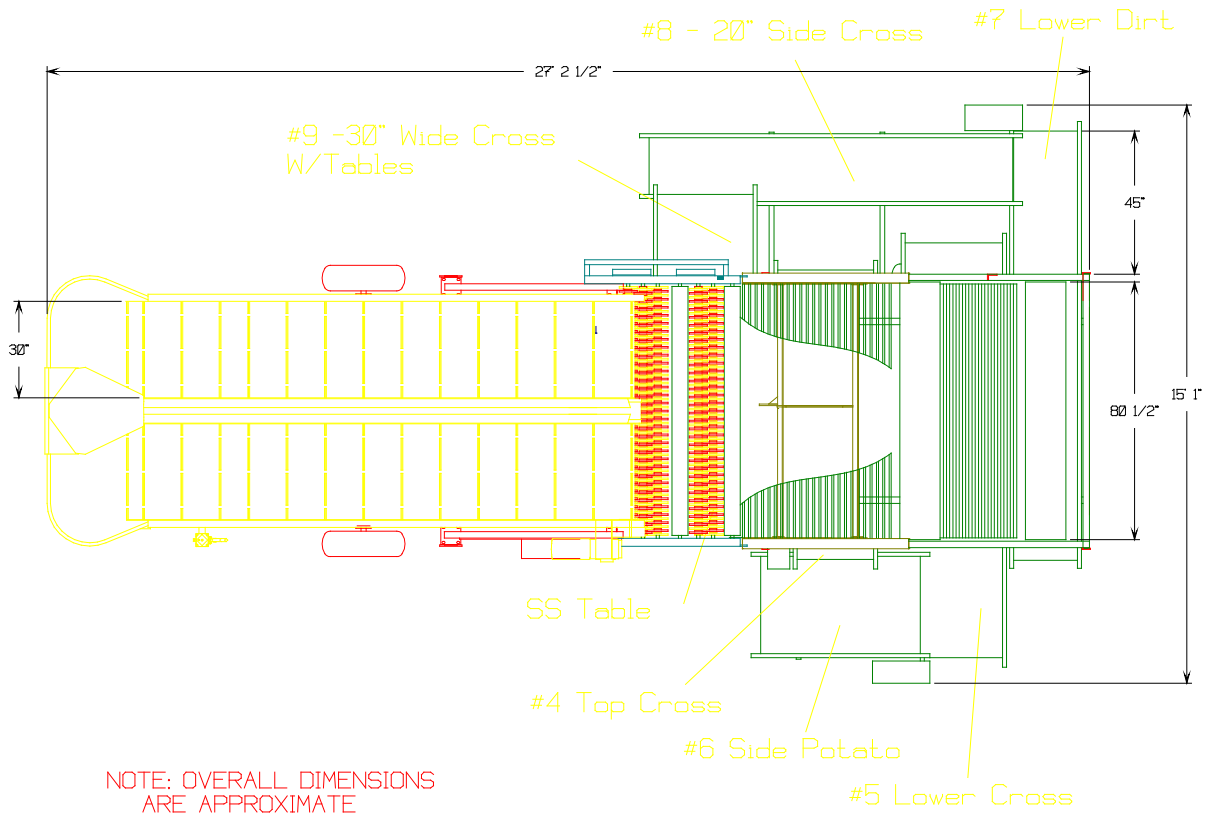 #7 Lower Dirt
#8 - 20" Side Cross
27' 2 1/2"
#9 -30" Wide Cross
W/Tables
45"
30"
15' 1"
80 1/2"
SS Table
#4 Top Cross
#6 Side Potato
#5 Lower Cross
NOTE: OVERALL DIMENSIONS
ARE APPROXIMATE